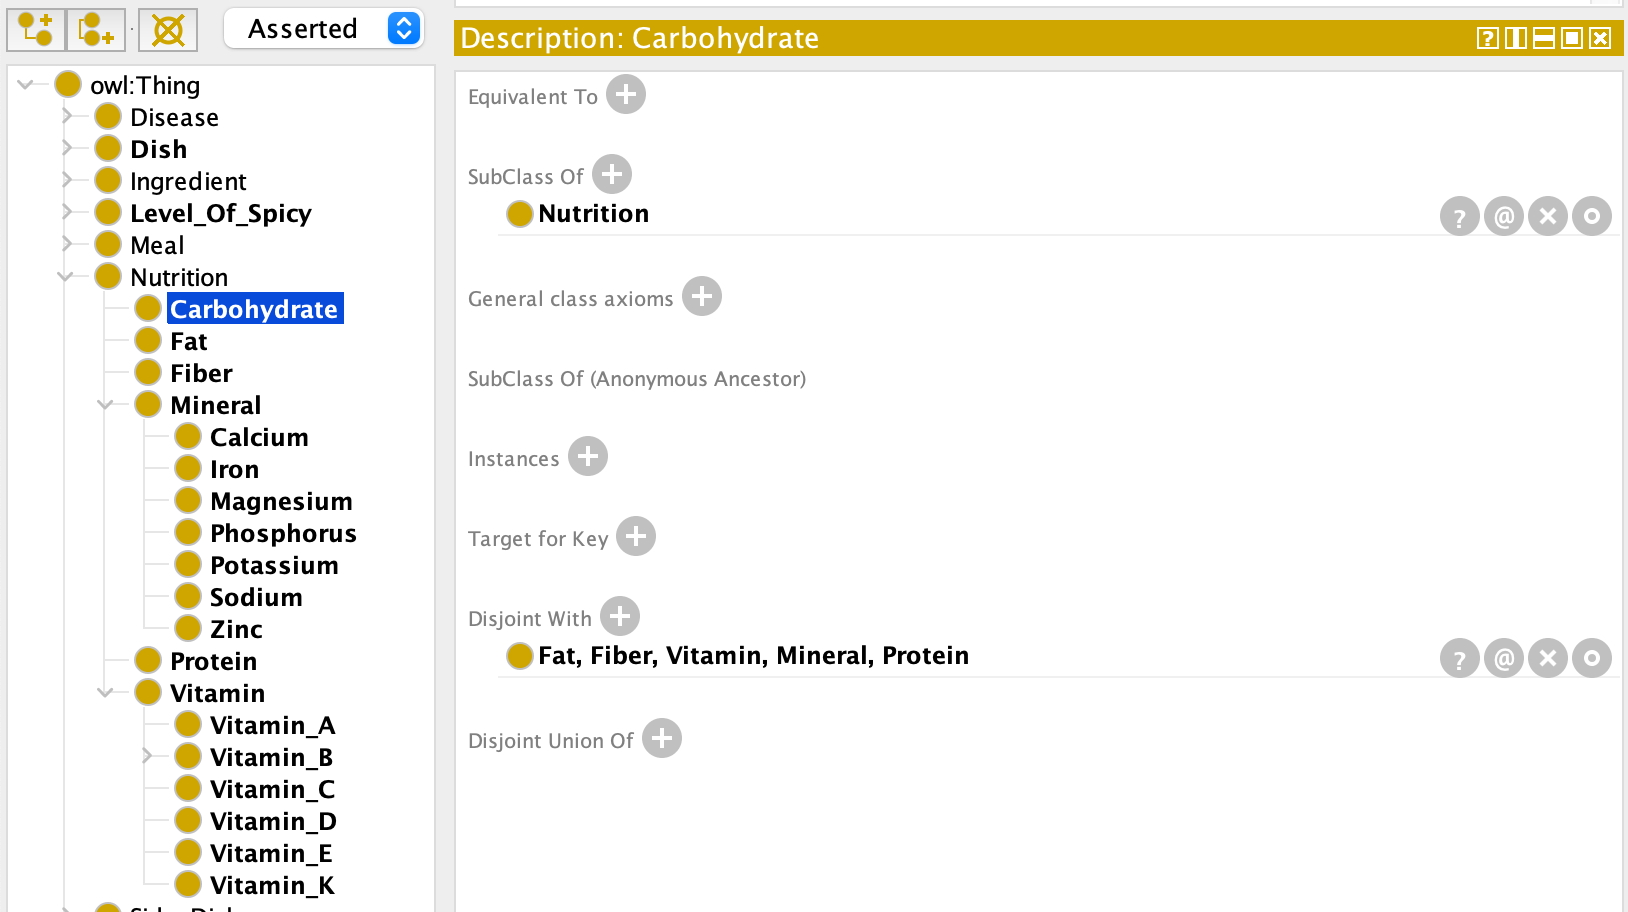 Asserted
owl:Thing
Disease
Dish
Ingredient
Level_Of_Spicy
Meal
Nutrition
Carbohydrate
Fat
Fiber
Mineral
Calcium
Iron
Magnesium
Phosphorus
Potassium
Sodium
Zinc
Protein
Vitamin
Vitamin_A
Vitamin_B
Vitamin_C
Vitamin_D
Vitamin_E
Vitamin_K
Description: Carbohydrate
Equivalent To
SubClass Of
Nutrition
General class axioms
SubClass Of (Anonymous Ancestor)
Instances
Target for Key
Disjoint With
Fat, Fiber, Vitamin, Mineral, Protein
Disjoint Union Of